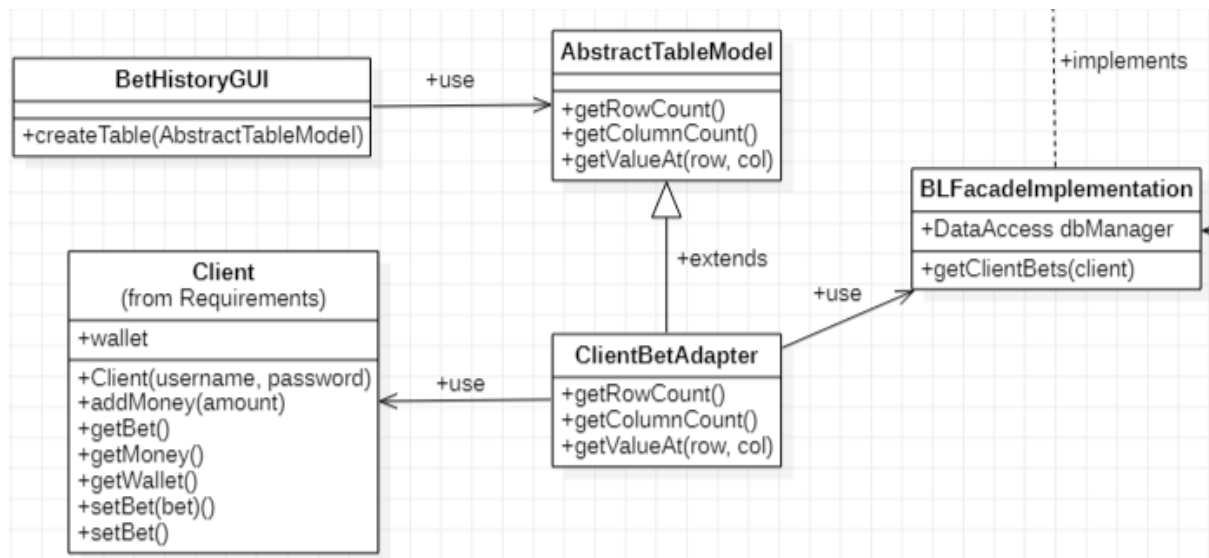 BetHistoryGUI
+createTable(AbstractTableModel)
+use
AbstractTableModel
+getRowCount()
+getColumnCount()
+getValueAt(row, col)
+implements
BLFacadeImplementation
+DataAccess dbManager
+getClientBets(client)
+extends
+use
Client
(from Requirements)
+wallet
+Client(username, password)
+addMoney(amount)
+getBet()
+getMoney()
+getWallet()
+setBet(bet)()
+setBet()
+use
ClientBetAdapter
+getRowCount()
+getColumnCount()
+getValueAt(row, col)